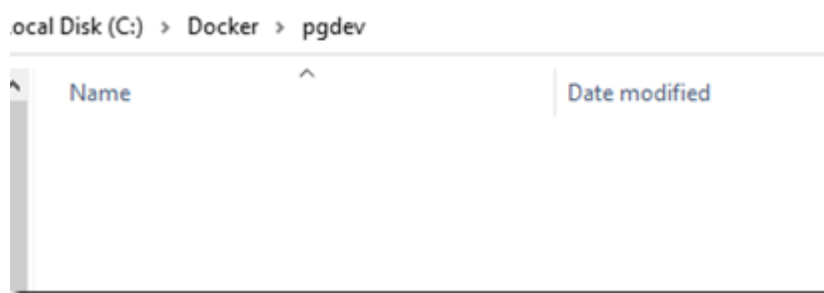 ocal Disk (C:) > Docker > pgdev
Name Date modified